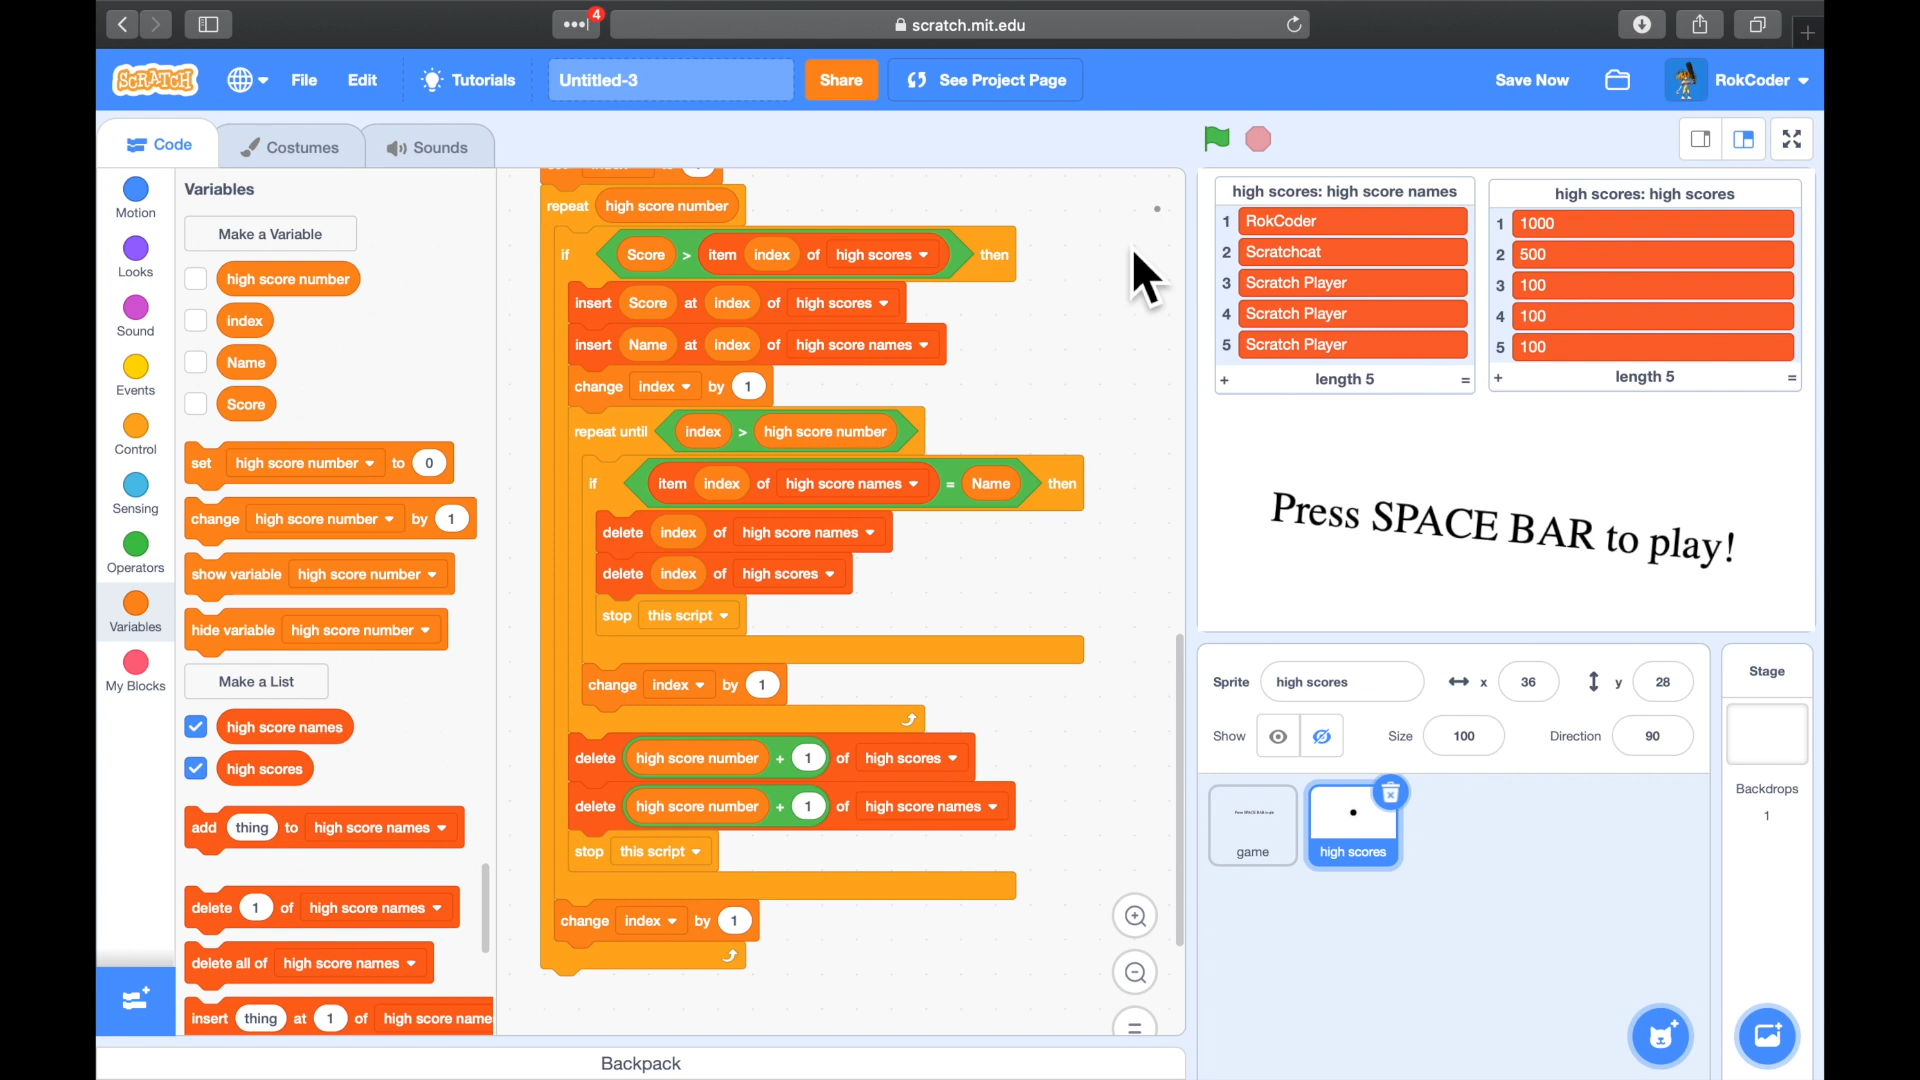 4
scratch.mit.edu
SCRATCH
File
Edit
Tutorials
Untitled-3
Share
See Project Page
Save Now
RokCoder
Code
Costumes
Sounds
Motion
Looks
Sound
Events
Control
Sensing
Operators
Variables
My Blocks
Variables
Make a Variable
high score number
index
Name
Score
set high score number to 0
change high score number by 1
show variable high score number
hide variable high score number
Make a List
high score names
high scores
add thing to high score names
delete 1 of high score names
delete all of high score names
insert thing at 1 of high score name
repeat high score number
if Score > item index of high scores then
insert Score at index of high scores
insert Name at index of high score names
change index by 1
repeat until index > high score number
if item index of high score names = Name then
delete index of high score names
delete index of high scores
stop this script
change index by 1
delete high score number + 1 of high scores
delete high score number + 1 of high score names
stop this script
change index by 1
Backpack
high scores: high score names
1 RokCoder
2 Scratchcat
3 Scratch Player
4 Scratch Player
5 Scratch Player
+ length 5 =
high scores: high scores
1 1000
2 500
3 100
4 100
5 100
+ length 5 =
Press SPACE BAR to play!
Sprite high scores x 36 y 28
Show Size 100 Direction 90
game
high scores
Stage
Backdrops
1